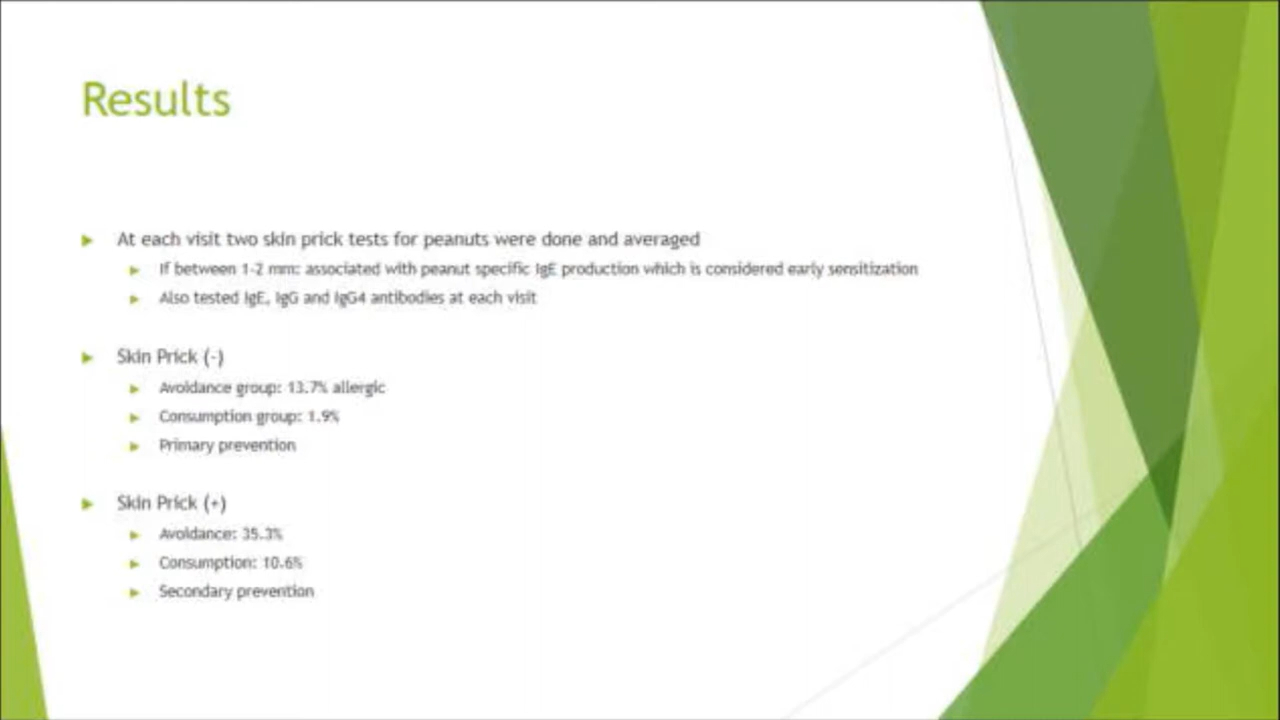 Results
At each visit two skin prick tests for peanuts were done and averaged
If between 1-2 mm: associated with peanut specific IgE production which is considered early sensitization
Also tested IgE, IgG and IgG4 antibodies at each visit
Skin Prick (-)
Avoidance group: 13.7% allergic
Consumption group: 1.9%
Primary prevention
Skin Prick (+)
Avoidance: 35.3%
Consumption: 10.6%
Secondary prevention